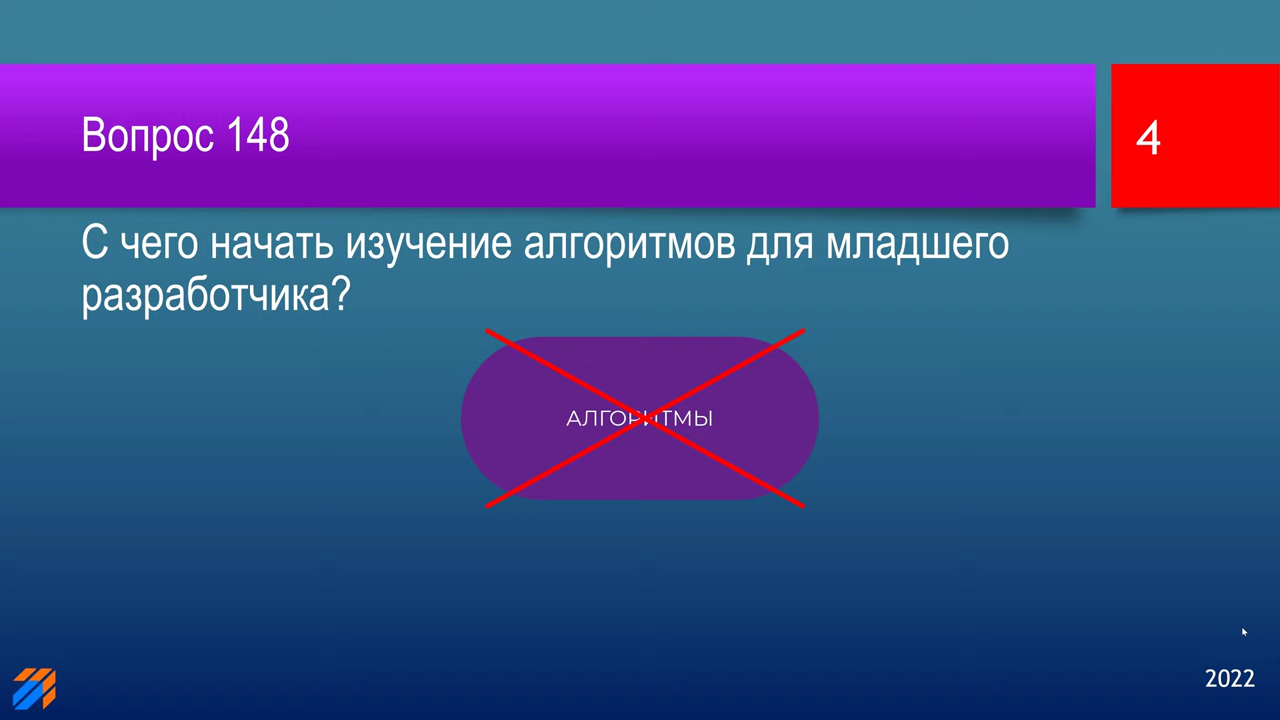 Вопрос 148
4
С чего начать изучение алгоритмов для младшего
разработчика?
АЛГОРИТМЫ
2022